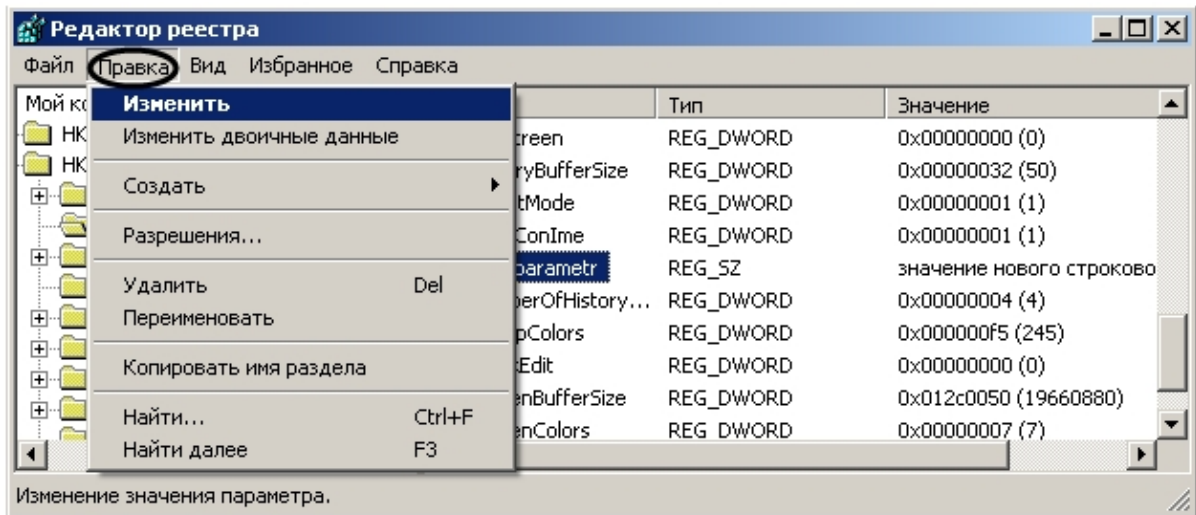 Редактор реестра
Файл Правка Вид Избранное Справка
Мой ко Изменить Тип Значение
HK Изменить двоичные данные creen REG_DWORD 0x00000000 (0)
HK ryBufferSize REG_DWORD 0x00000032 (50)
Создать tMode REG_DWORD 0x00000001 (1)
Разрешения... ConIme REG_DWORD 0x00000001 (1)
parametr REG_SZ значение нового строково
Удалить Del berOfHistory... REG_DWORD 0x00000004 (4)
Переименовать pColors REG_DWORD 0x000000f5 (245)
Копировать имя раздела kEdit REG_DWORD 0x00000000 (0)
enBufferSize REG_DWORD 0x012c0050 (19660880)
Найти... Ctrl+F enColors REG_DWORD 0x00000007 (7)
Найти далее F3
Изменение значения параметра.